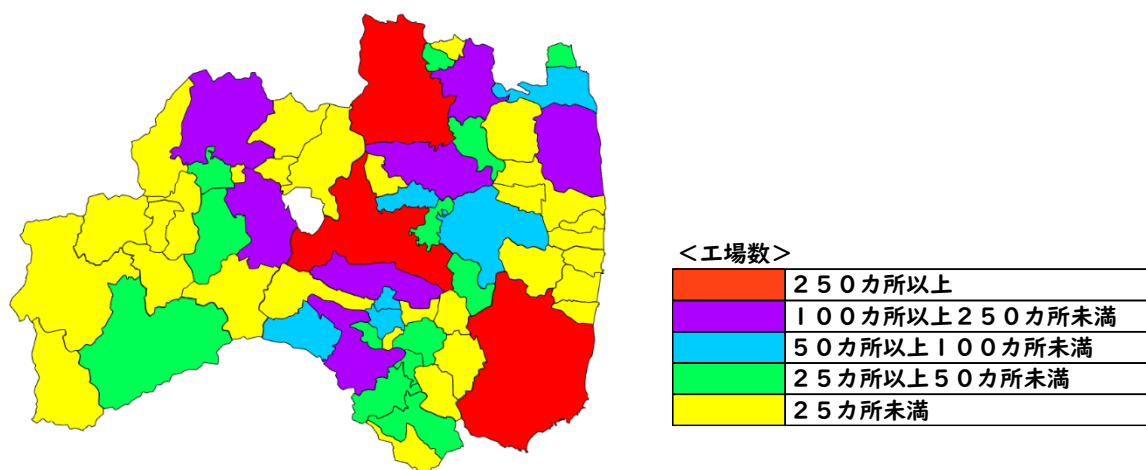 ＜工場数＞
２５０カ所以上
１００カ所以上２５０カ所未満
５０カ所以上１００カ所未満
２５カ所以上５０カ所未満
２５カ所未満